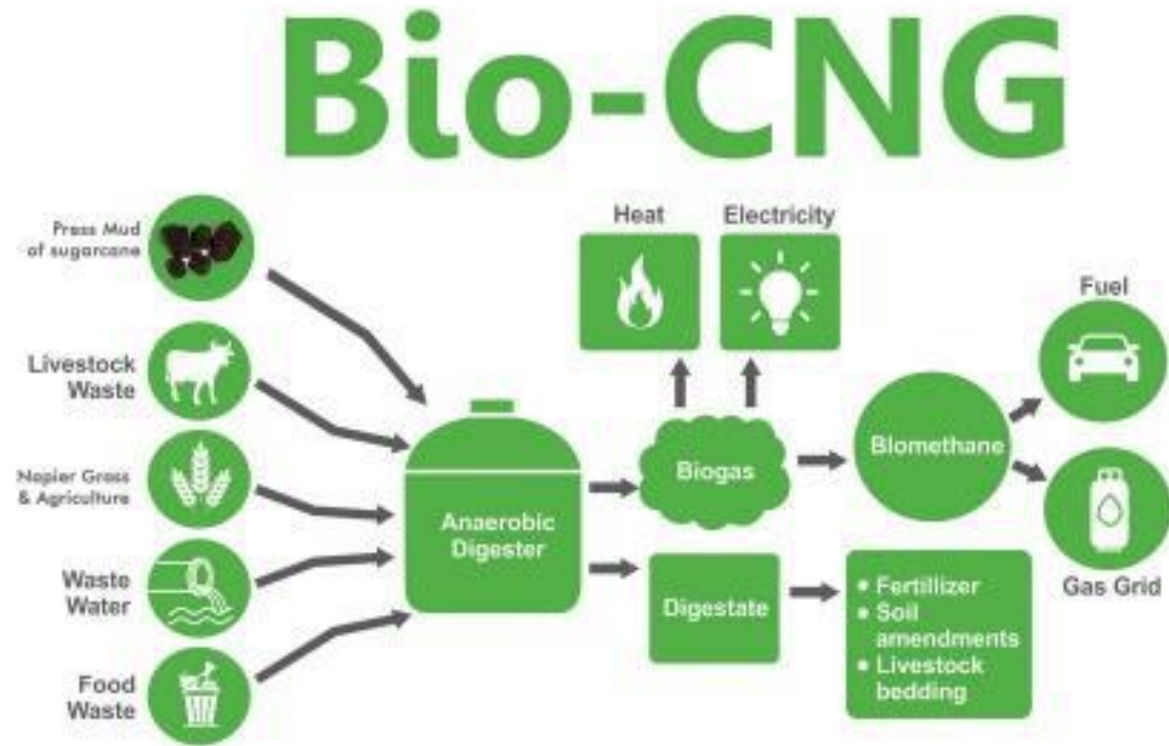 Bio-CNG
Press Mud
of sugarcane
Livestock
Waste
Napier Grass
& Agriculture
Waste
Water
Food
Waste
Anaerobic
Digester
Heat
Electricity
Biogas
Digestate
Biomethane
Fuel
Gas Grid
• Fertillizer
• Soil
amendments
• Livestock
bedding